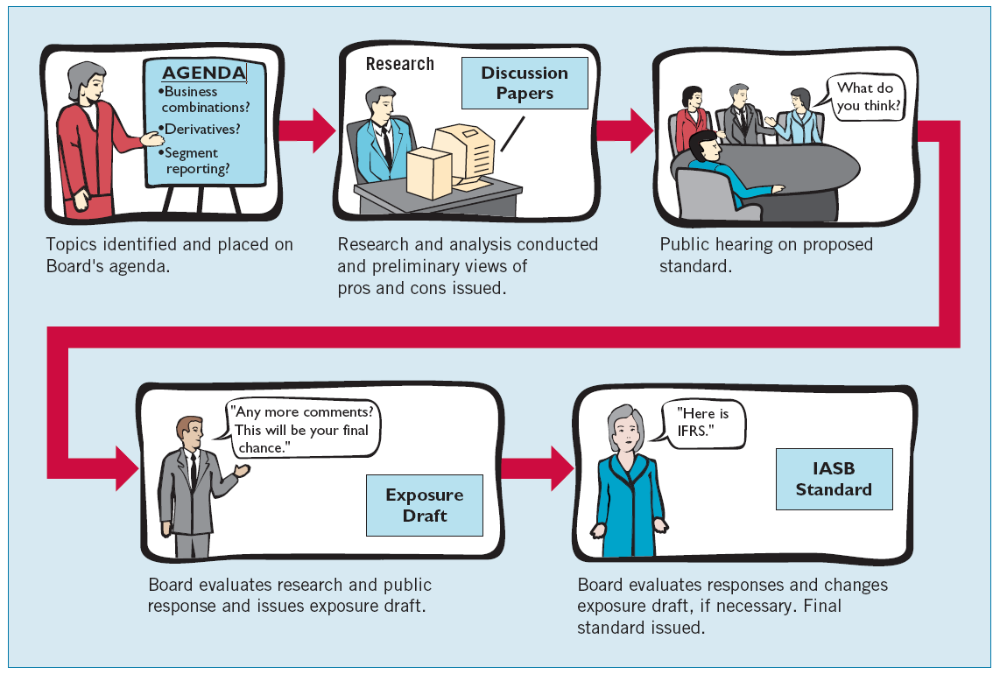 AGENDA
•Business
combinations?
•Derivatives?
•Segment
reporting?
Topics identified and placed on
Board's agenda.
Research
Discussion
Papers
Research and analysis conducted
and preliminary views of
pros and cons issued.
What do
you think?
Public hearing on proposed
standard.
"Any more comments?
This will be your final
chance."
Exposure
Draft
Board evaluates research and public
response and issues exposure draft.
"Here is
IFRS."
IASB
Standard
Board evaluates responses and changes
exposure draft, if necessary. Final
standard issued.